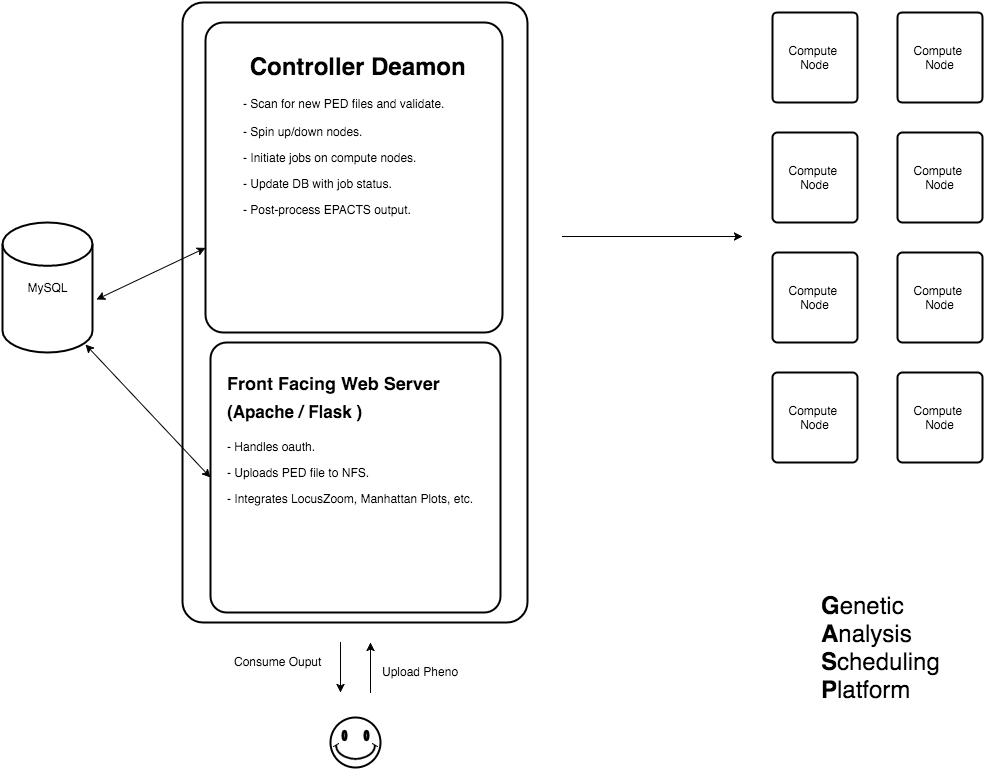 Controller Deamon
- Scan for new PED files and validate.
- Spin up/down nodes.
- Initiate jobs on compute nodes.
- Update DB with job status.
- Post-process EPACTS output.
MySQL
Front Facing Web Server
(Apache / Flask )
- Handles oauth.
- Uploads PED file to NFS.
- Integrates LocusZoom, Manhattan Plots, etc.
Consume Ouput
Upload Pheno
Compute
Node
Compute
Node
Compute
Node
Compute
Node
Compute
Node
Compute
Node
Compute
Node
Compute
Node
Genetic
Analysis
Scheduling
Platform